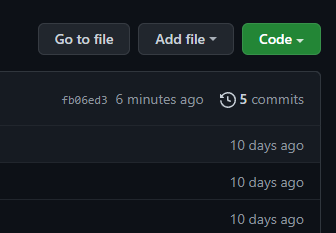 Go to file Add file Code
fb06ed3 6 minutes ago 5 commits
10 days ago
10 days ago
10 days ago